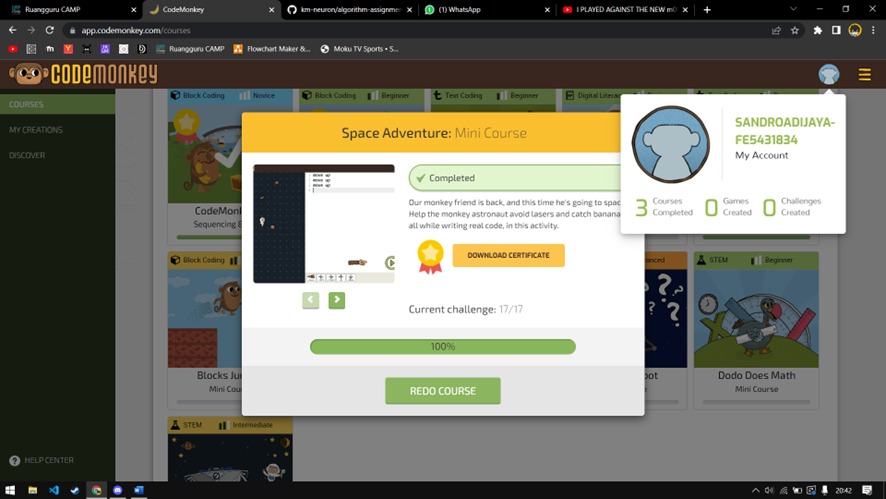 Ruangguru CAMP
CodeMonkey
km-neuron/algorithm-assignmen
(1) WhatsApp
I PLAYED AGAINST THE NEW m0
app.codemonkey.com/courses
Ruangguru CAMP
Flowchart Maker &...
Moku TV Sports • S...
CODEMONKEY
COURSES
MY CREATIONS
DISCOVER
HELP CENTER
Block Coding Novice
Block Coding Beginner
Text Coding Beginner
Digital Literac
CodeMon
Sequencing &
Block Coding
Blocks Ju
Mini Cour
STEM Intermediate
anced
bot
rse
STEM Beginner
Dodo Does Math
Mini Course
Space Adventure: Mini Course
move up
move up
move up
Completed
Our monkey friend is back, and this time he's going to spac
Help the monkey astronaut avoid lasers and catch banana
all while writing real code, in this activity.
DOWNLOAD CERTIFICATE
Current challenge: 17/17
100%
REDO COURSE
SANDROADIJAYA-
FE5431834
My Account
3 Courses Completed
0 Games Created
0 Challenges Created
20:42